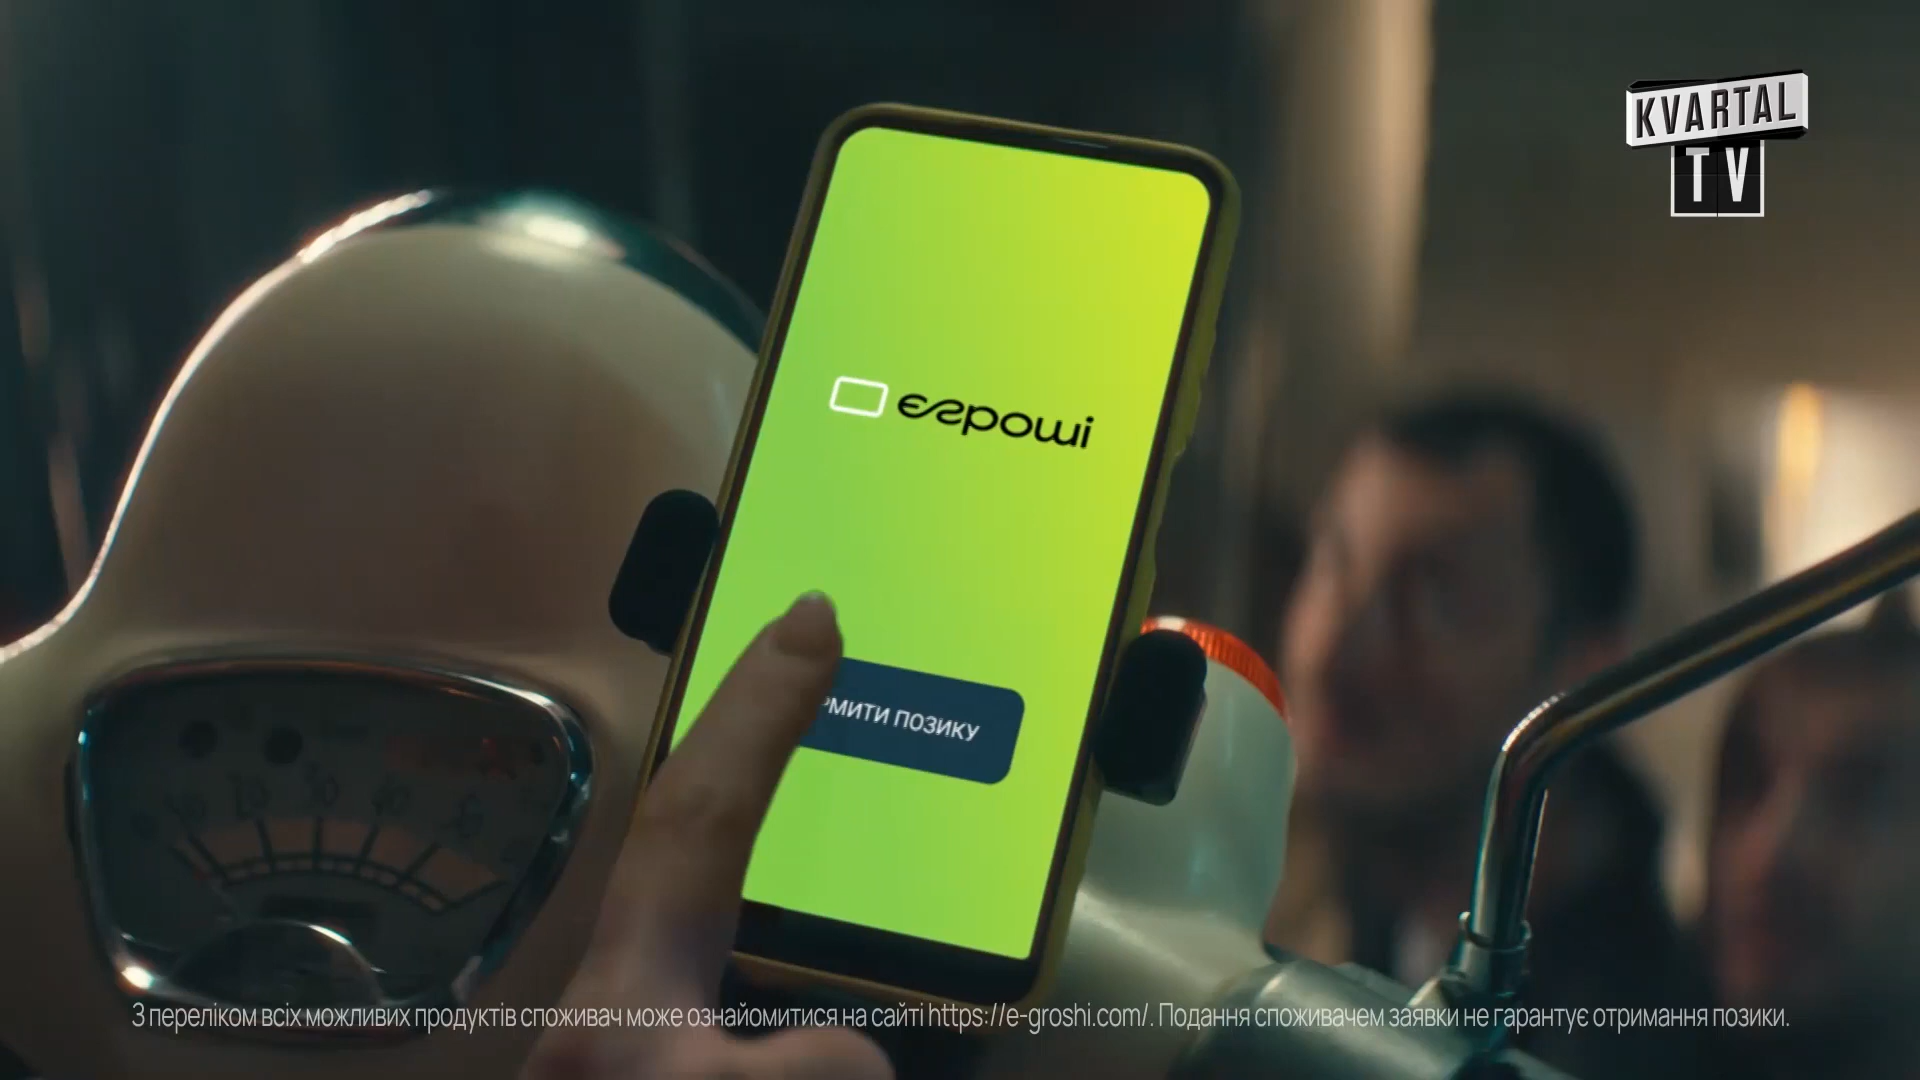 KVARTAL
TV
єгроші
РМИТИ ПОЗИКУ
З переліком всіх можливих продуктів споживач може ознайомитися на сайті https://e-groshi.com/. Подання споживачем заявки не гарантує отримання позики.